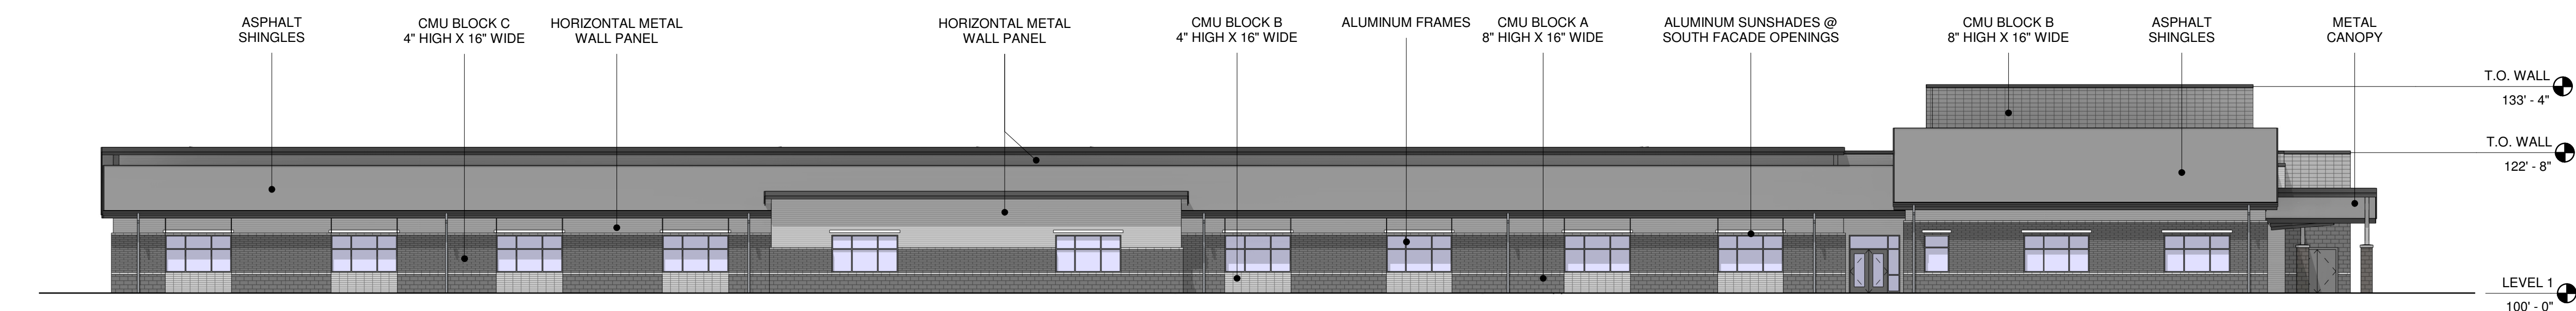 ASPHALT
SHINGLES
CMU BLOCK C
4" HIGH X 16" WIDE
HORIZONTAL METAL
WALL PANEL
HORIZONTAL METAL
WALL PANEL
CMU BLOCK B
4" HIGH X 16" WIDE
ALUMINUM FRAMES
CMU BLOCK A
8" HIGH X 16" WIDE
ALUMINUM SUNSHADES @
SOUTH FACADE OPENINGS
CMU BLOCK B
8" HIGH X 16" WIDE
ASPHALT
SHINGLES
METAL
CANOPY
T.O. WALL
133' - 4"
T.O. WALL
122' - 8"
LEVEL 1
100' - 0"